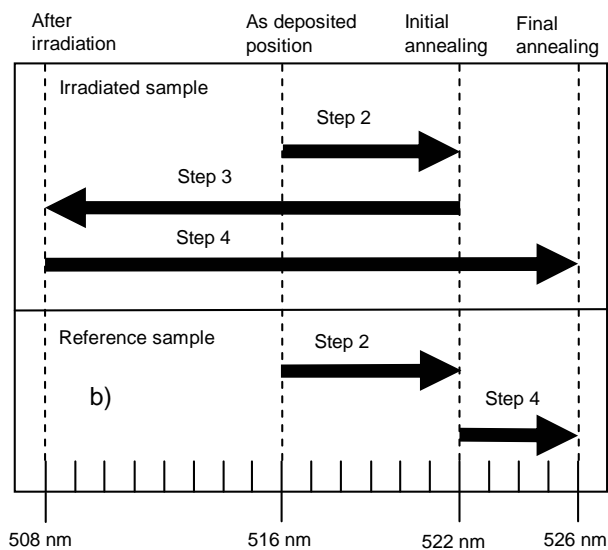 After
irradiation
As deposited
position
Initial
annealing
Final
annealing
Irradiated sample
Step 2
Step 3
Step 4
Reference sample
Step 2
b)
Step 4
508 nm
516 nm
522 nm
526 nm